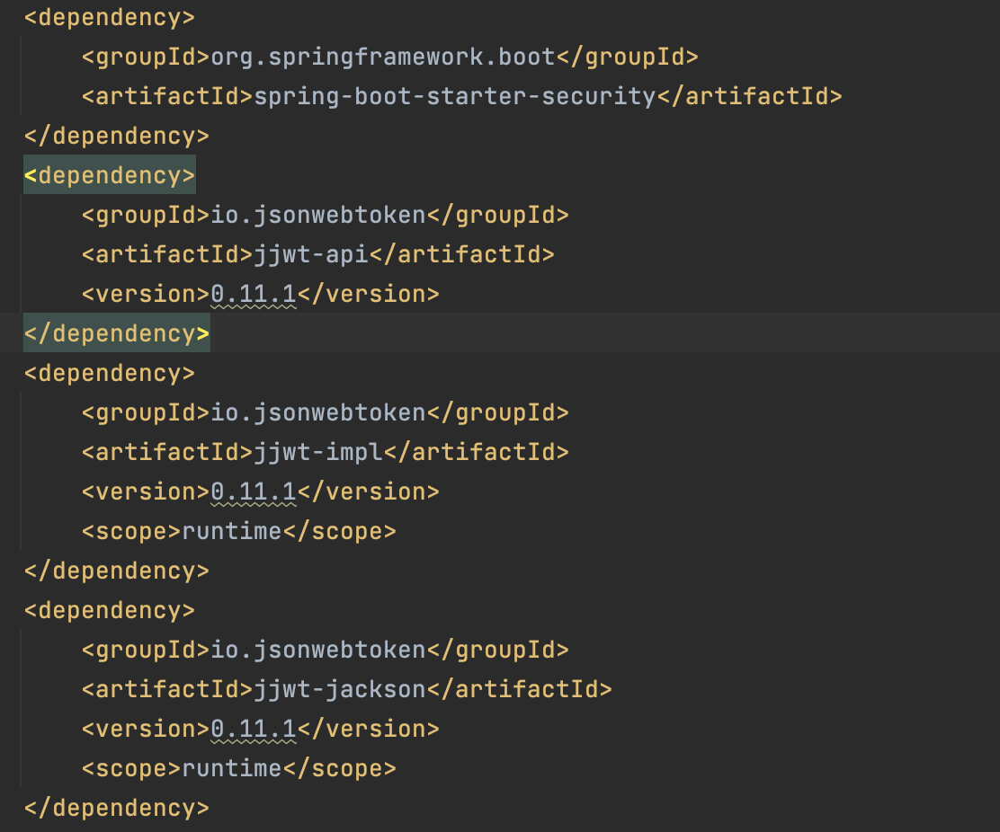 <dependency>
    <groupId>org.springframework.boot</groupId>
    <artifactId>spring-boot-starter-security</artifactId>
</dependency>
<dependency>
    <groupId>io.jsonwebtoken</groupId>
    <artifactId>jjwt-api</artifactId>
    <version>0.11.1</version>
</dependency>
<dependency>
    <groupId>io.jsonwebtoken</groupId>
    <artifactId>jjwt-impl</artifactId>
    <version>0.11.1</version>
    <scope>runtime</scope>
</dependency>
<dependency>
    <groupId>io.jsonwebtoken</groupId>
    <artifactId>jjwt-jackson</artifactId>
    <version>0.11.1</version>
    <scope>runtime</scope>
</dependency>